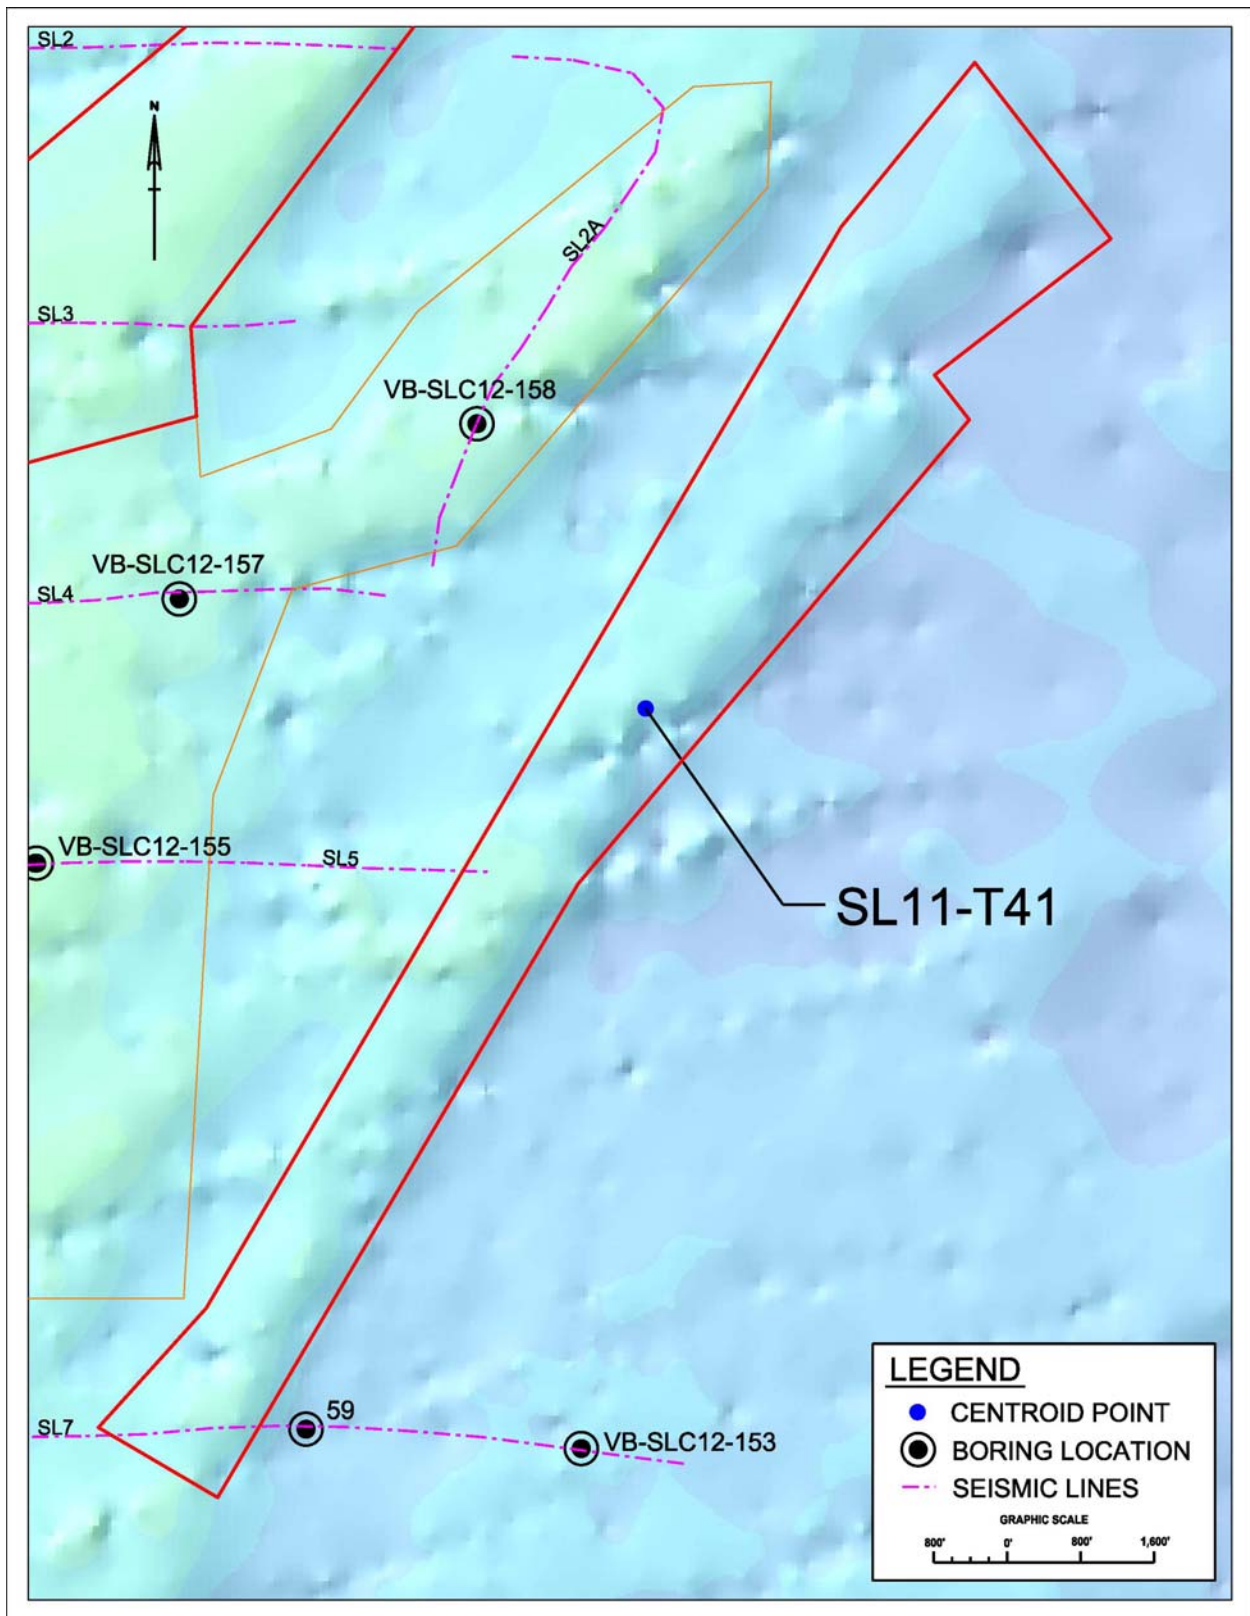 SL2
N
SL2A
SL3
VB-SLC12-158
VB-SLC12-157
SL4
VB-SLC12-155
SL5
SL11-T41
59
SL7
VB-SLC12-153
LEGEND
CENTROID POINT
BORING LOCATION
SEISMIC LINES
GRAPHIC SCALE
800' 0' 800' 1,600'